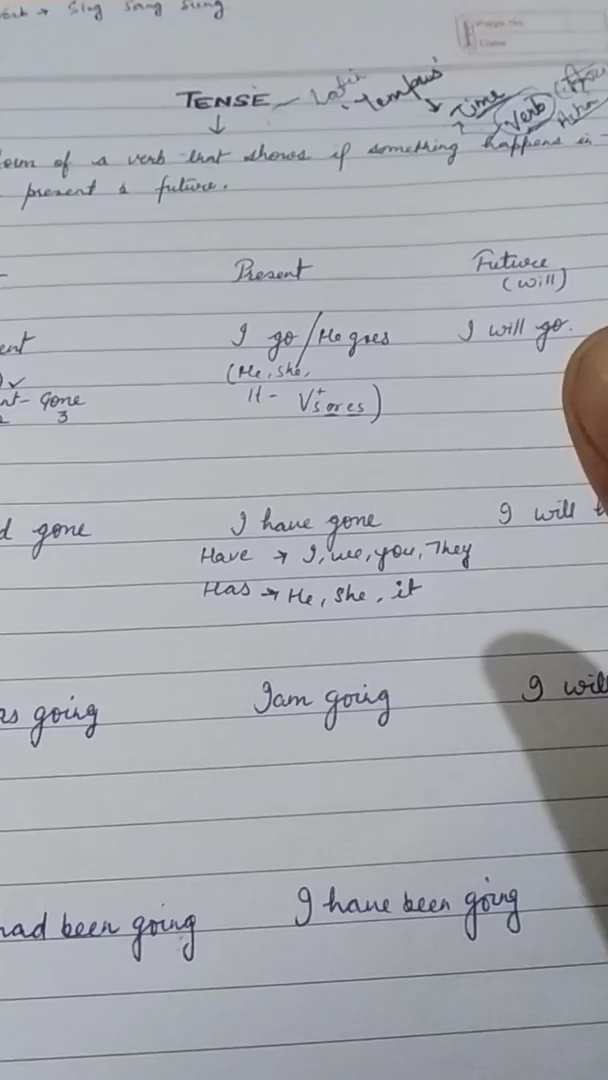 Verb → Sing Sang Sung
TENSE - Latin 'Tempus'
↓ ↓ Time Verb Action
form of a verb that shows if something happens in
present & future.
Present Future
(will)
I go / He goes I will go.
(He, she,
nt- Gone It - V + s or es)
3
gone I have gone I will
Have → I, we, you, They
Has → He, She, it
going I am going I will
had been going I have been going